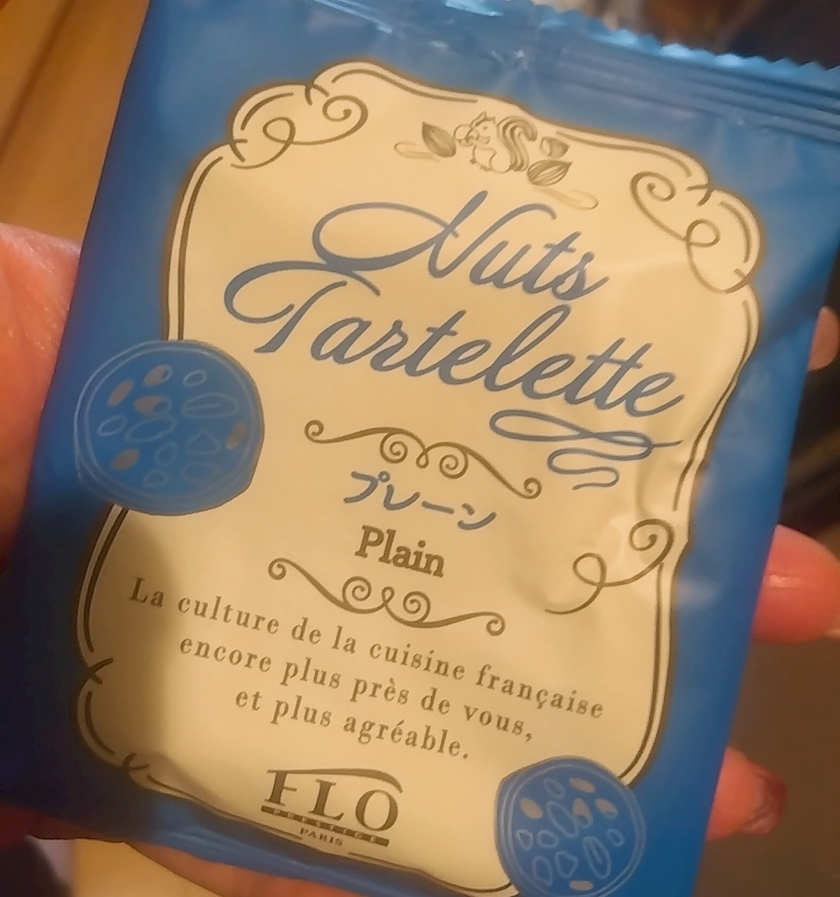 Nuts
Tartelette
プレーン
Plain
La culture de la cuisine française
encore plus près de vous,
et plus agréable.
FLO
PRESTIGE
PARIS